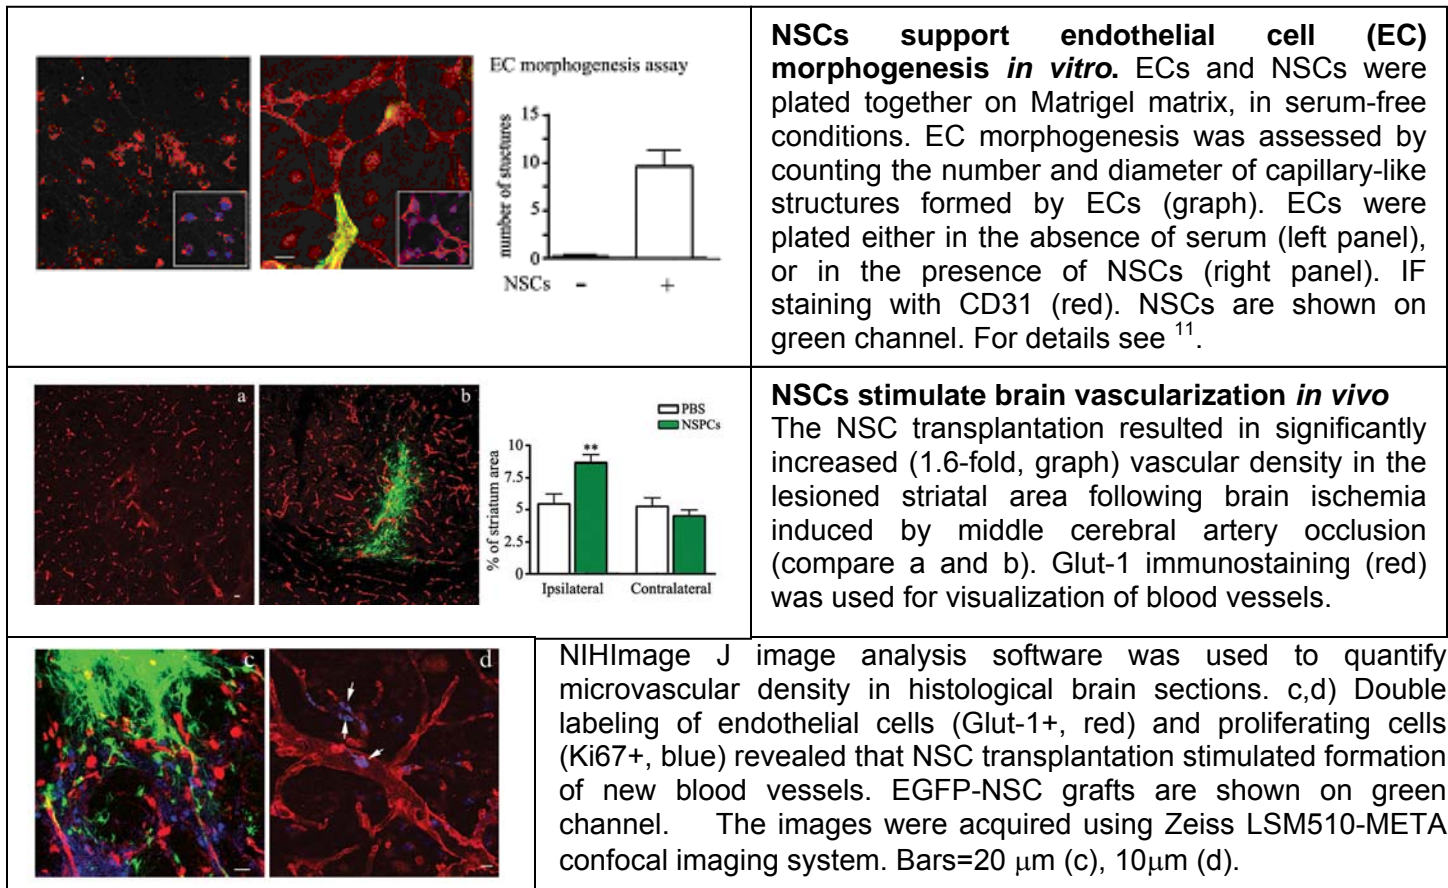 EC morphogenesis assay
number of stuctures
15
10
5
0
NSCs - +
NSCs support endothelial cell (EC)
morphogenesis in vitro. ECs and NSCs were
plated together on Matrigel matrix, in serum-free
conditions. EC morphogenesis was assessed by
counting the number and diameter of capillary-like
structures formed by ECs (graph). ECs were
plated either in the absence of serum (left panel),
or in the presence of NSCs (right panel). IF
staining with CD31 (red). NSCs are shown on
green channel. For details see 11.
a
b
PBS
NSPCs
% of striatum area
10
7.5
5
2.5
0
**
Ipsilateral Contralateral
NSCs stimulate brain vascularization in vivo
The NSC transplantation resulted in significantly
increased (1.6-fold, graph) vascular density in the
lesioned striatal area following brain ischemia
induced by middle cerebral artery occlusion
(compare a and b). Glut-1 immunostaining (red)
was used for visualization of blood vessels.
c
d
NIHImage J image analysis software was used to quantify
microvascular density in histological brain sections. c,d) Double
labeling of endothelial cells (Glut-1+, red) and proliferating cells
(Ki67+, blue) revealed that NSC transplantation stimulated formation
of new blood vessels. EGFP-NSC grafts are shown on green
channel. The images were acquired using Zeiss LSM510-META
confocal imaging system. Bars=20 μm (c), 10μm (d).